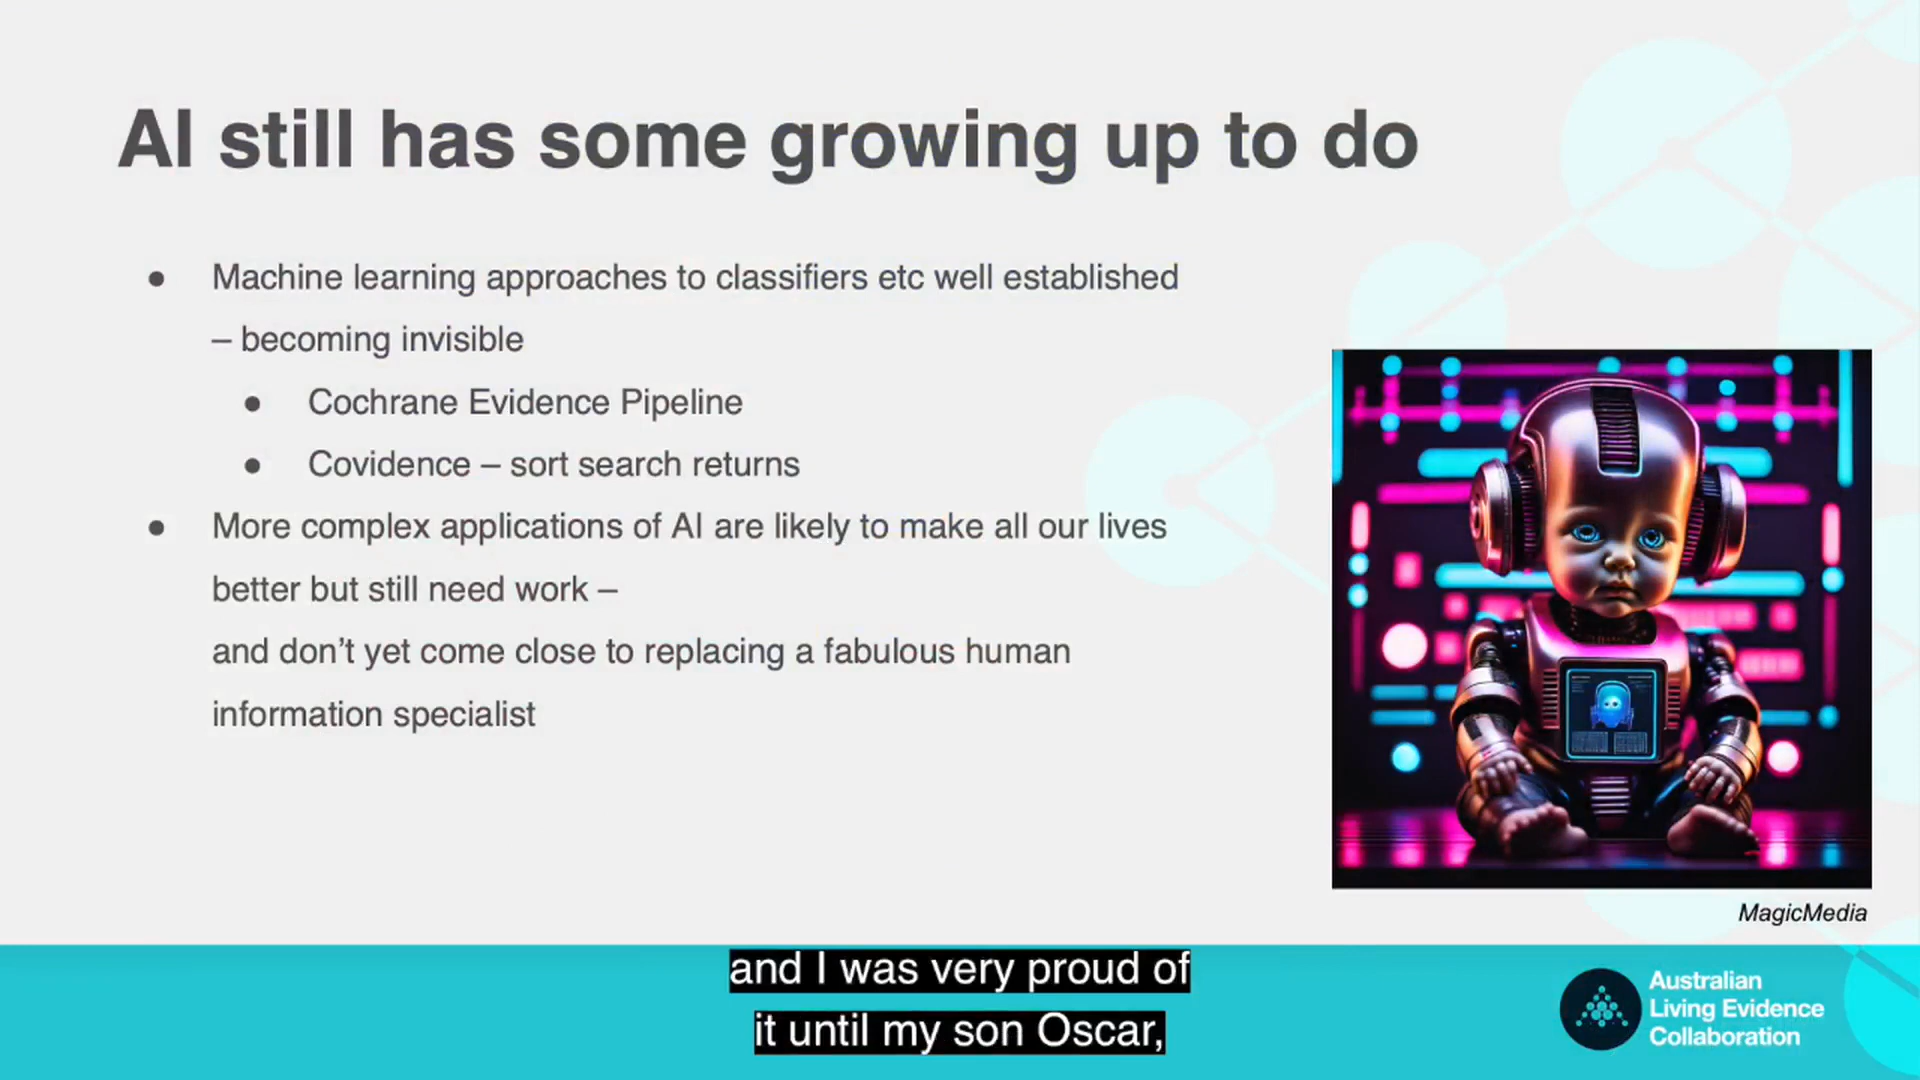 AI still has some growing up to do
● Machine learning approaches to classifiers etc well established
– becoming invisible
● Cochrane Evidence Pipeline
● Covidence – sort search returns
● More complex applications of AI are likely to make all our lives
better but still need work –
and don’t yet come close to replacing a fabulous human
information specialist
MagicMedia
and I was very proud of
it until my son Oscar,
Australian
Living Evidence
Collaboration